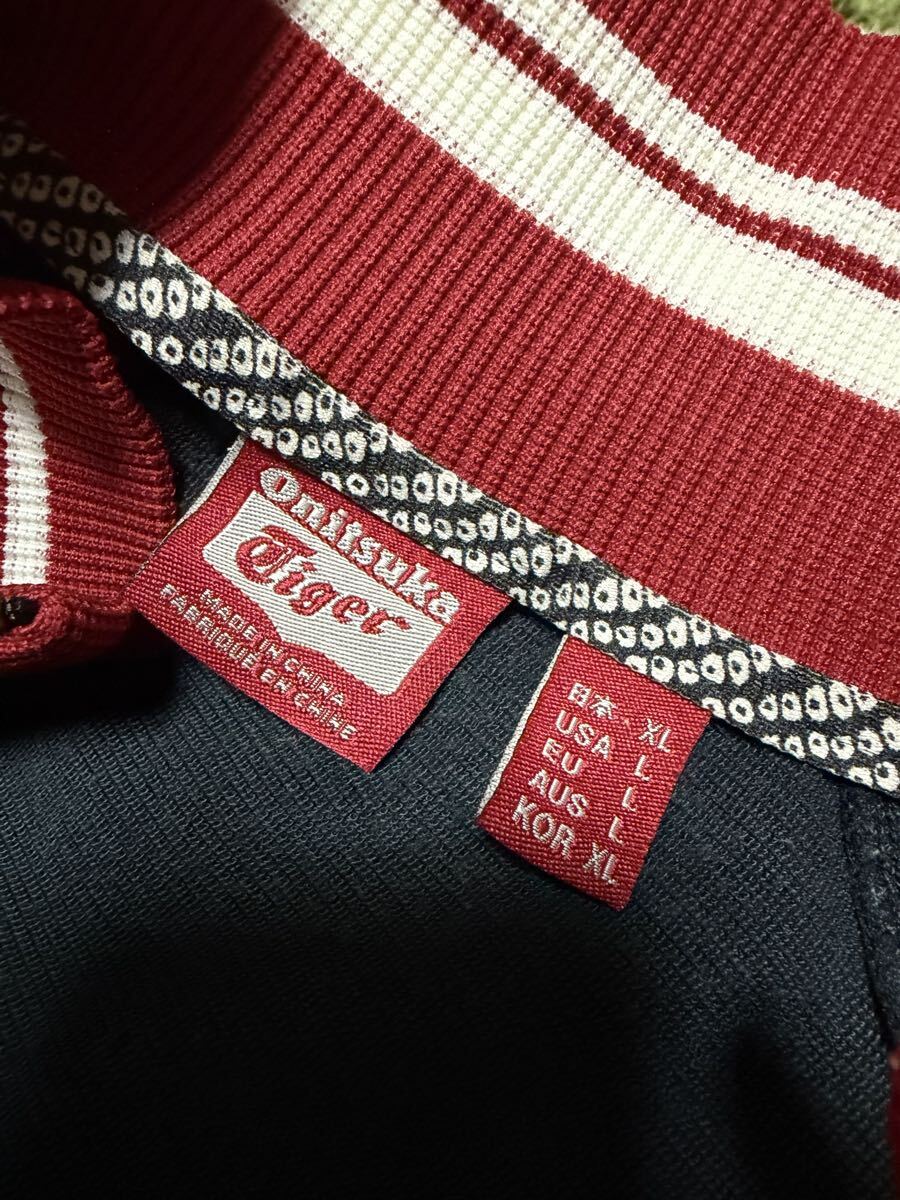 Onitsuka
Tiger
MADE IN CHINA
FABRIQUE EN CHINE
日本 XL
USA L
EU L
AUS L
KOR XL